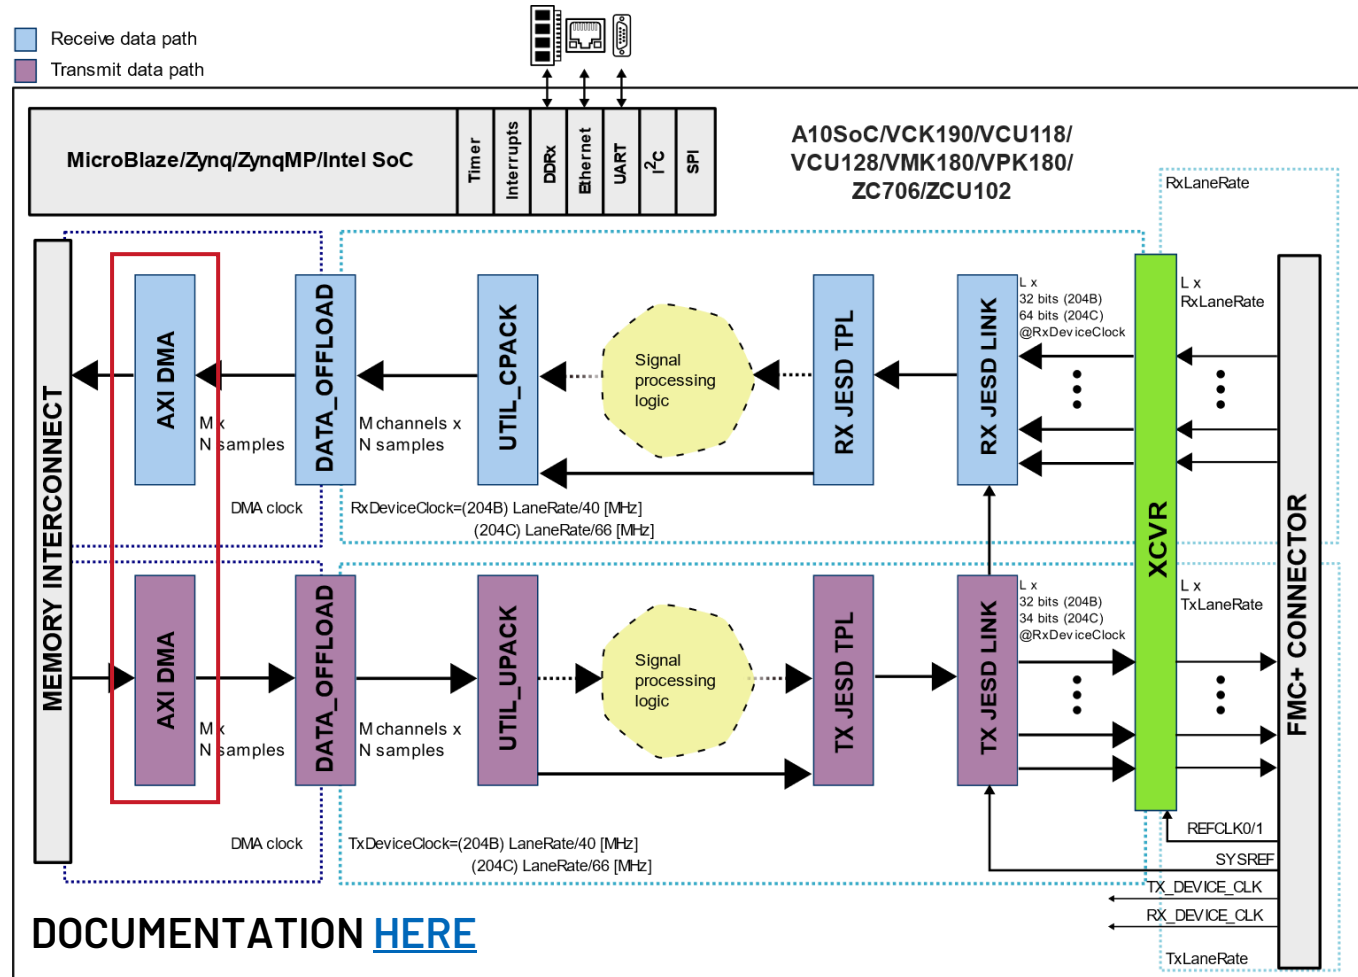 Receive data path
Transmit data path
MicroBlaze/Zynq/ZynqMP/Intel SoC
Timer
Interrupts
DDRx
Ethernet
UART
I²C
SPI
A10SoC/VCK190/VCU118/
VCU128/VMK180/VPK180/
ZC706/ZCU102
RxLaneRate
MEMORY INTERCONNECT
AXI DMA
M x
N samples
DATA_OFFLOAD
M channels x
N samples
UTIL_CPACK
Signal
processing
logic
RX JESD TPL
RX JESD LINK
L x
32 bits (204B)
64 bits (204C)
@RxDeviceClock
XCVR
L x
RxLaneRate
FMC+ CONNECTOR
DMA clock
RxDeviceClock=(204B) LaneRate/40 [MHz]
(204C) LaneRate/66 [MHz]
AXI DMA
M x
N samples
DATA_OFFLOAD
M channels x
N samples
UTIL_UPACK
Signal
processing
logic
TX JESD TPL
TX JESD LINK
L x
32 bits (204B)
34 bits (204C)
@RxDeviceClock
L x
TxLaneRate
DMA clock
TxDeviceClock=(204B) LaneRate/40 [MHz]
(204C) LaneRate/66 [MHz]
REFCLK0/1
SYSREF
TX_DEVICE_CLK
RX_DEVICE_CLK
TxLaneRate
DOCUMENTATION HERE